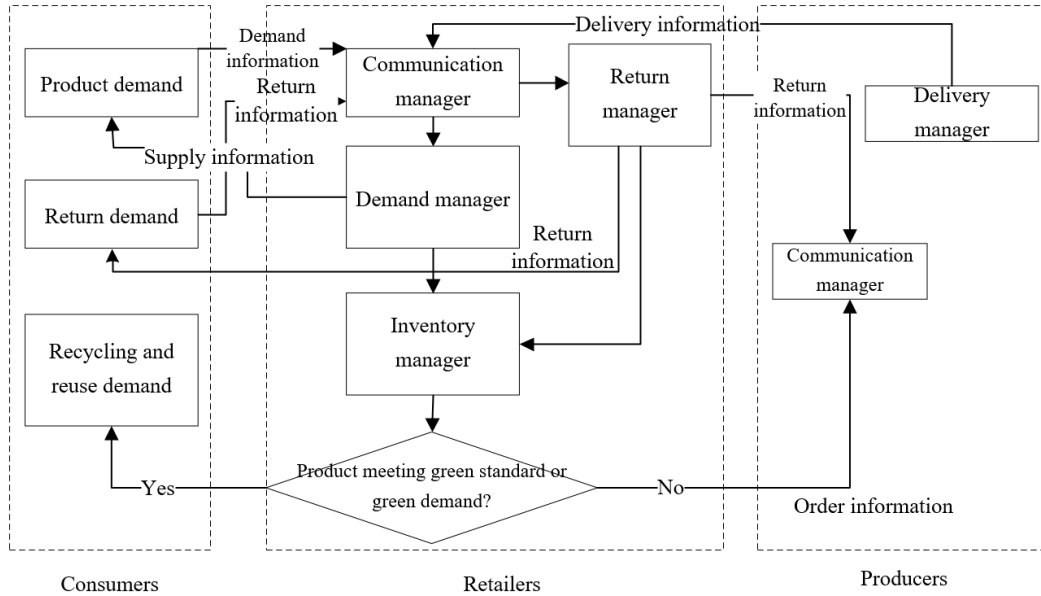 Delivery information
Demand
information
Product demand
Communication
manager
Return
manager
Return
information
Return
information
Delivery
manager
Supply information
Return demand
Demand manager
Return
information
Communication
manager
Inventory
manager
Recycling and
reuse demand
Product meeting green standard or
green demand?
Yes
No
Order information
Consumers
Retailers
Producers